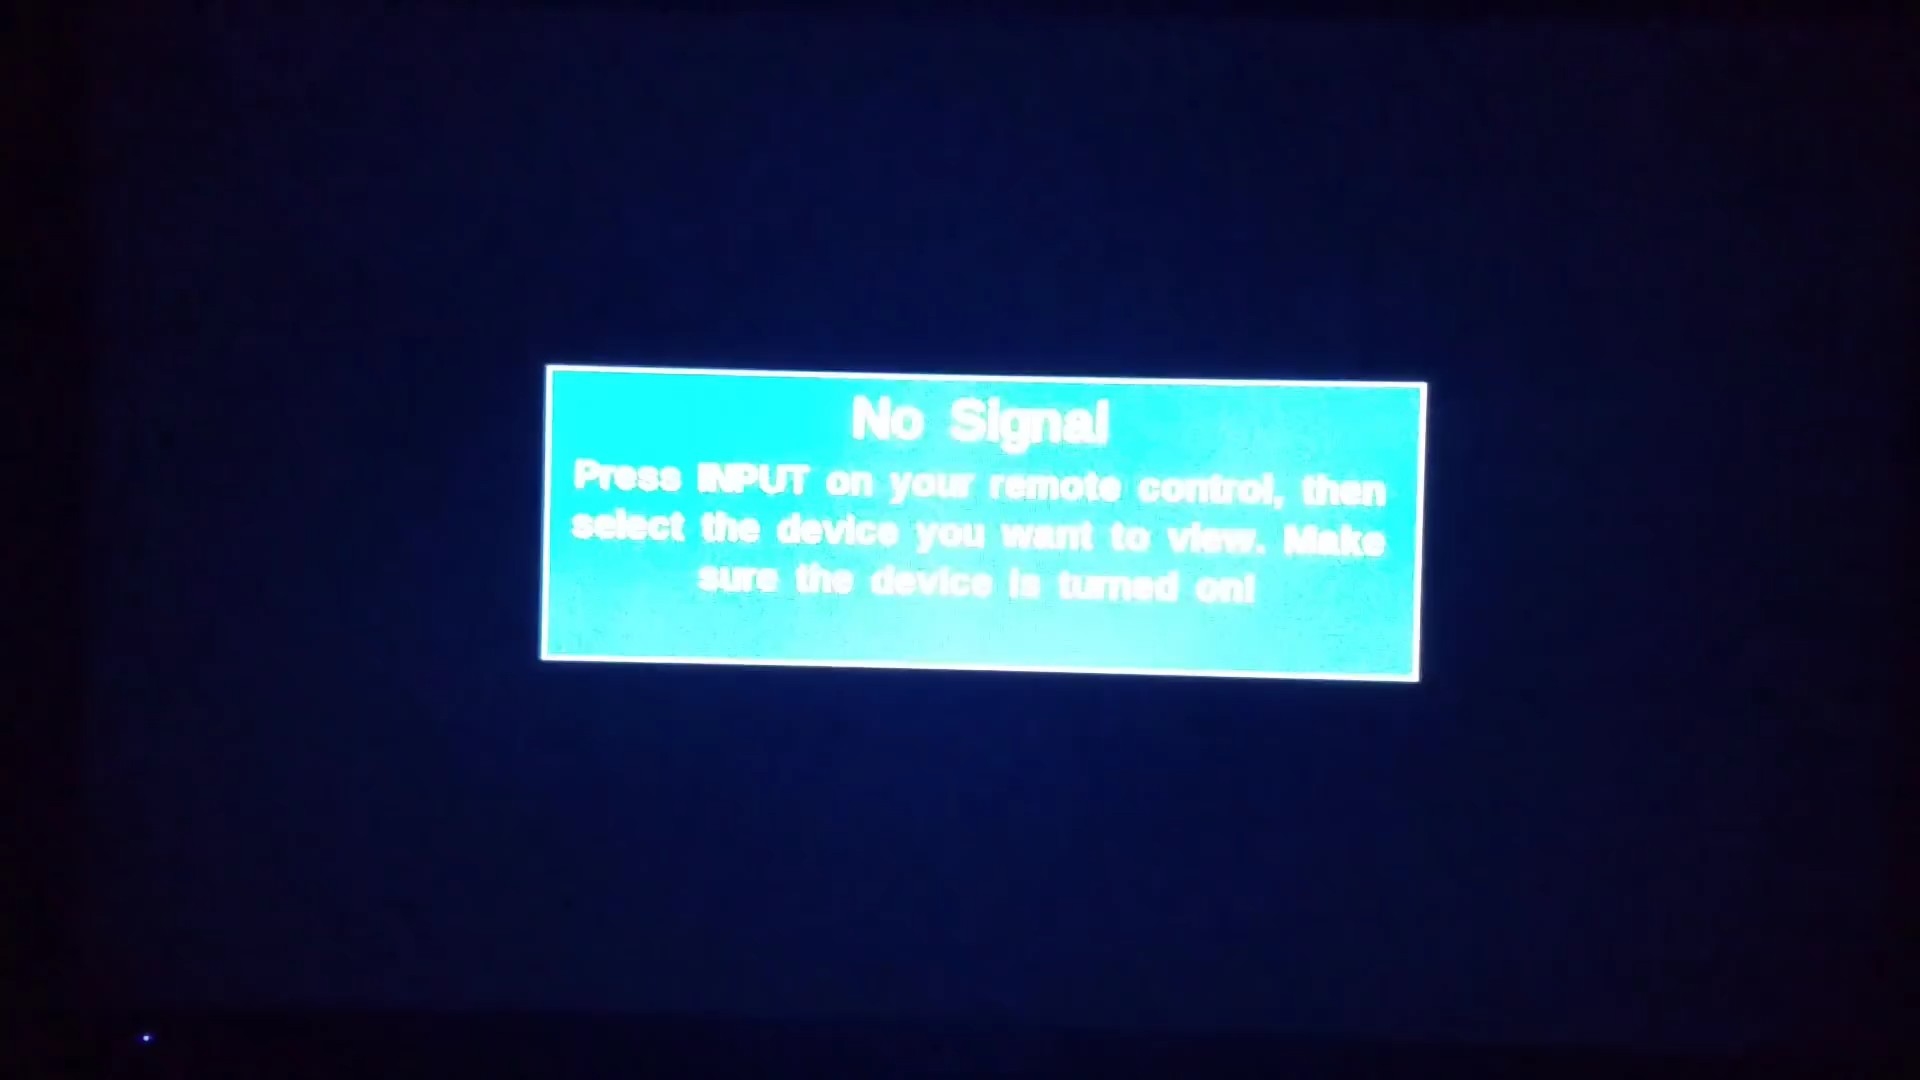 No Signal
Press INPUT on your remote control, then
select the device you want to view. Make
sure the device is turned on!